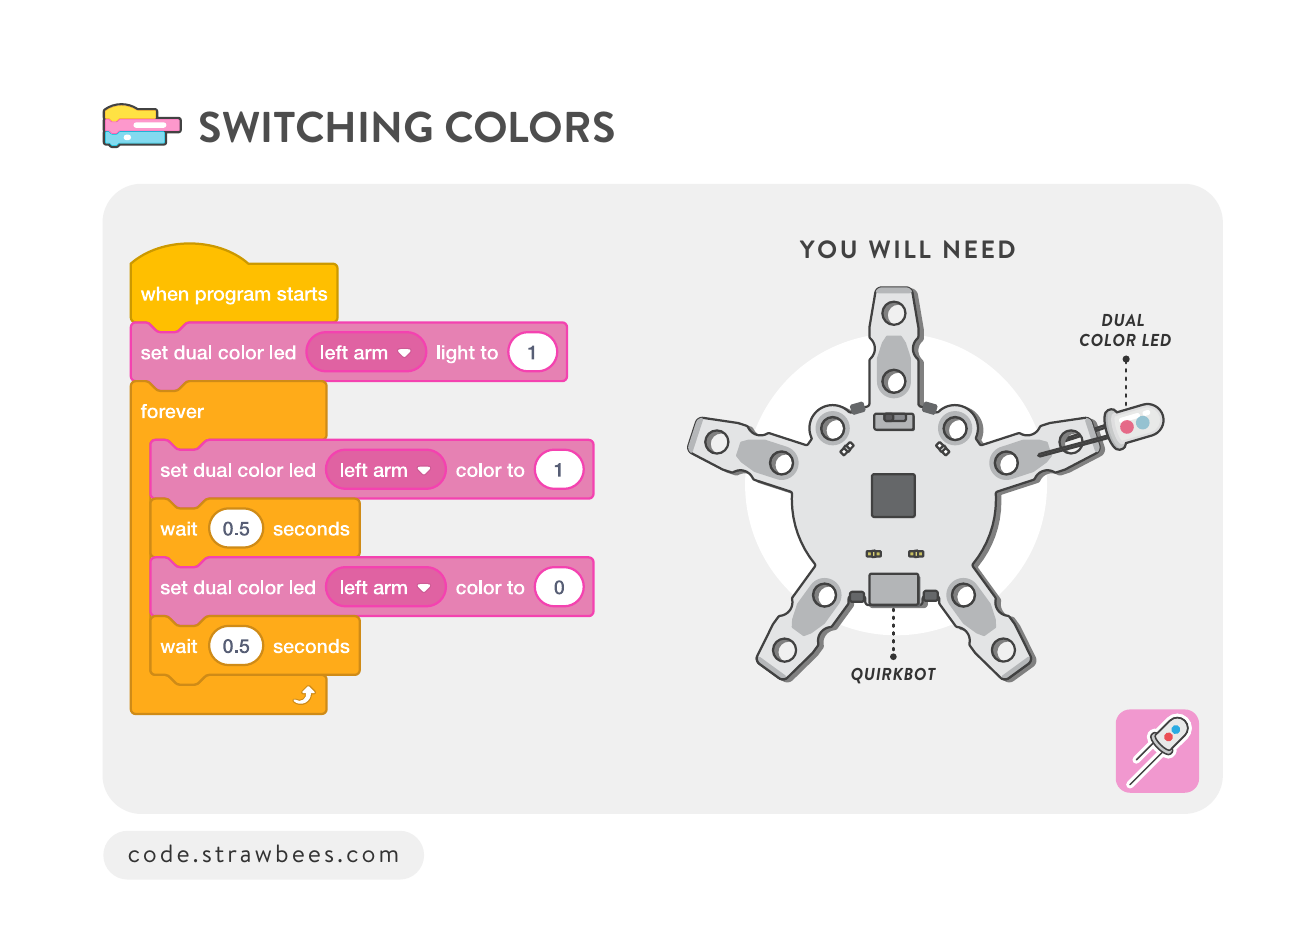 SWITCHING COLORS
when program starts
set dual color led left arm light to 1
forever
set dual color led left arm color to 1
wait 0.5 seconds
set dual color led left arm color to 0
wait 0.5 seconds
YOU WILL NEED
DUAL
COLOR LED
QUIRKBOT
code.strawbees.com